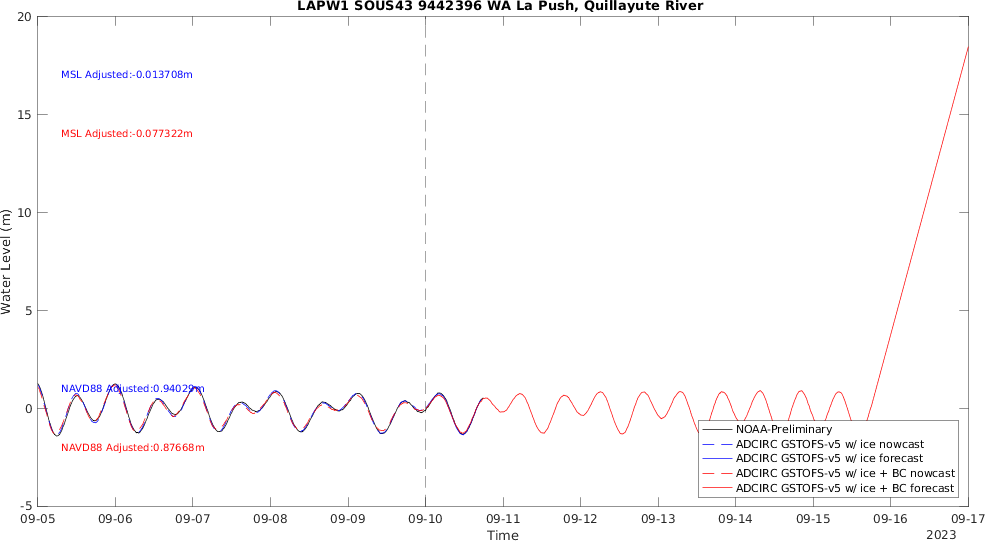 LAPW1 SOUS43 9442396 WA La Push, Quillayute River
20
MSL Adjusted:-0.013708m
15
MSL Adjusted:-0.077322m
10
Water Level (m)
5
NAVD88 Adjusted:0.94029m
0
NOAA-Preliminary
NAVD88 Adjusted:0.87668m
ADCIRC GSTOFS-v5 w/ ice nowcast
ADCIRC GSTOFS-v5 w/ ice forecast
ADCIRC GSTOFS-v5 w/ ice + BC nowcast
ADCIRC GSTOFS-v5 w/ ice + BC forecast
-5
09-05 09-06 09-07 09-08 09-09 09-10 09-11 09-12 09-13 09-14 09-15 09-16 09-17
Time
2023